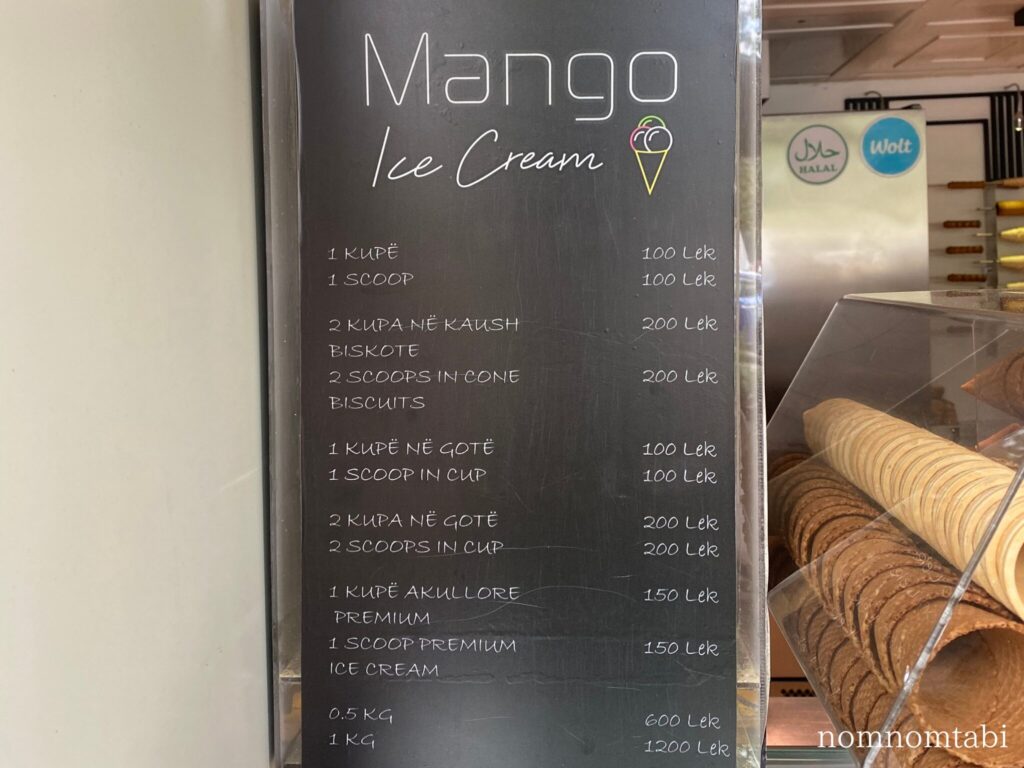 Mango
Ice Cream
حلال
HALAL
Wolt
1 KUPË 100 Lek
1 SCOOP 100 Lek
2 KUPA NË KAUSH 200 Lek
BISKOTE
2 SCOOPS IN CONE 200 Lek
BISCUITS
1 KUPË NË GOTË 100 Lek
1 SCOOP IN CUP 100 Lek
2 KUPA NË GOTË 200 Lek
2 SCOOPS IN CUP 200 Lek
1 KUPË AKULLORE 150 Lek
PREMIUM
1 SCOOP PREMIUM 150 Lek
ICE CREAM
0.5 KG 600 Lek
1 KG 1200 Lek
nomnomtabi